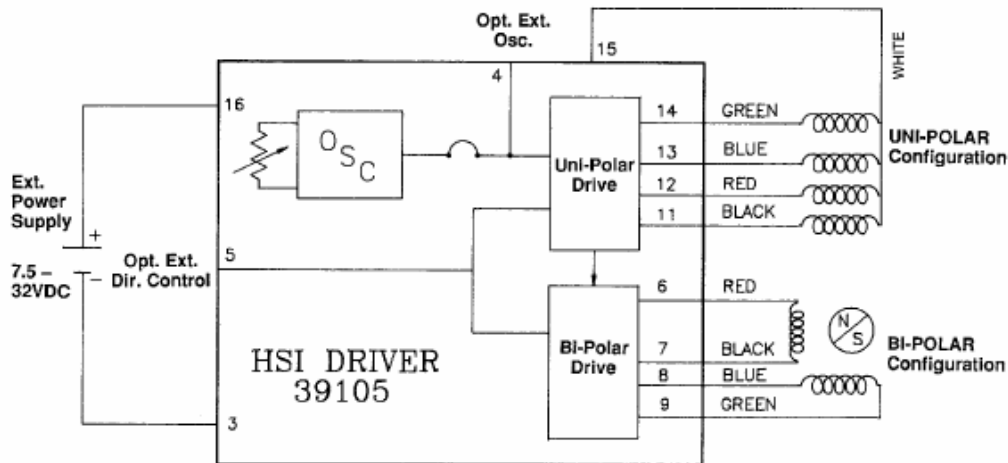 Opt. Ext.
Osc.
15
WHITE
4
16
OSC
Uni-Polar
Drive
14 GREEN
13 BLUE
12 RED
11 BLACK
UNI-POLAR
Configuration
Ext.
Power
Supply
+
–
7.5 –
32VDC
Opt. Ext.
Dir. Control
5
HSI DRIVER
39105
3
Bi-Polar
Drive
6 RED
7 BLACK
8 BLUE
9 GREEN
N
S
BI-POLAR
Configuration